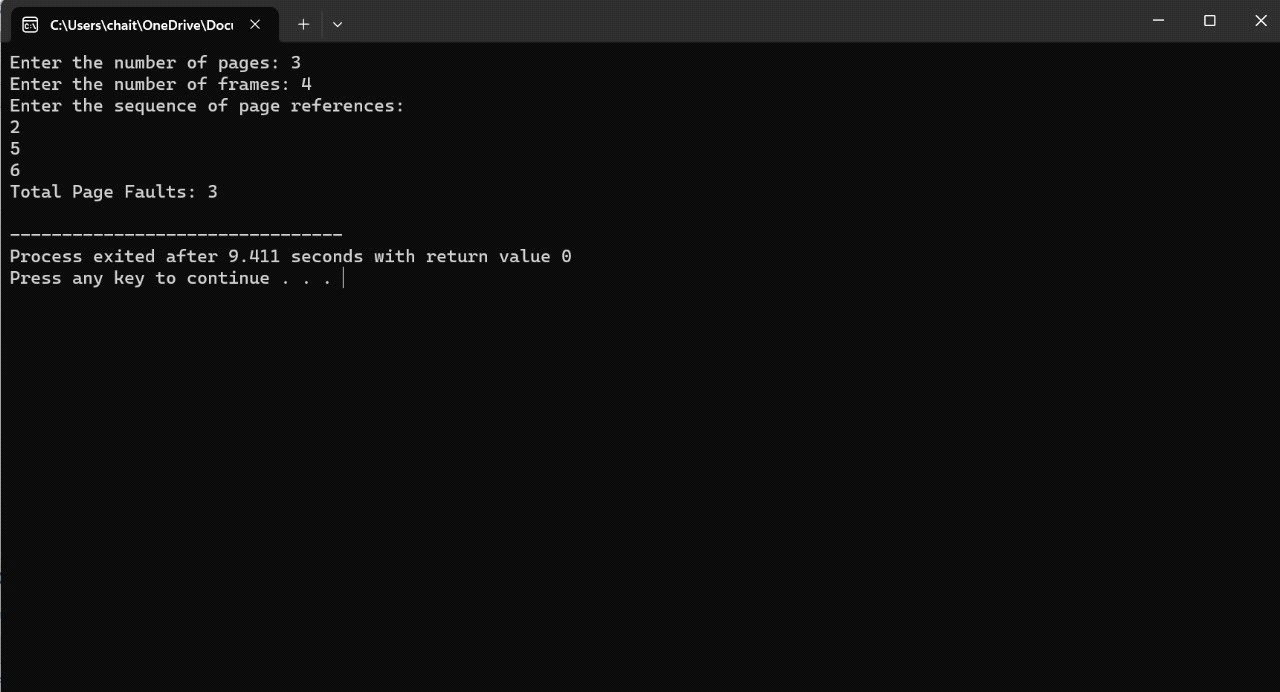 C:\Users\chait\OneDrive\Docu
Enter the number of pages: 3
Enter the number of frames: 4
Enter the sequence of page references:
2
5
6
Total Page Faults: 3
--------------------------------
Process exited after 9.411 seconds with return value 0
Press any key to continue . . .